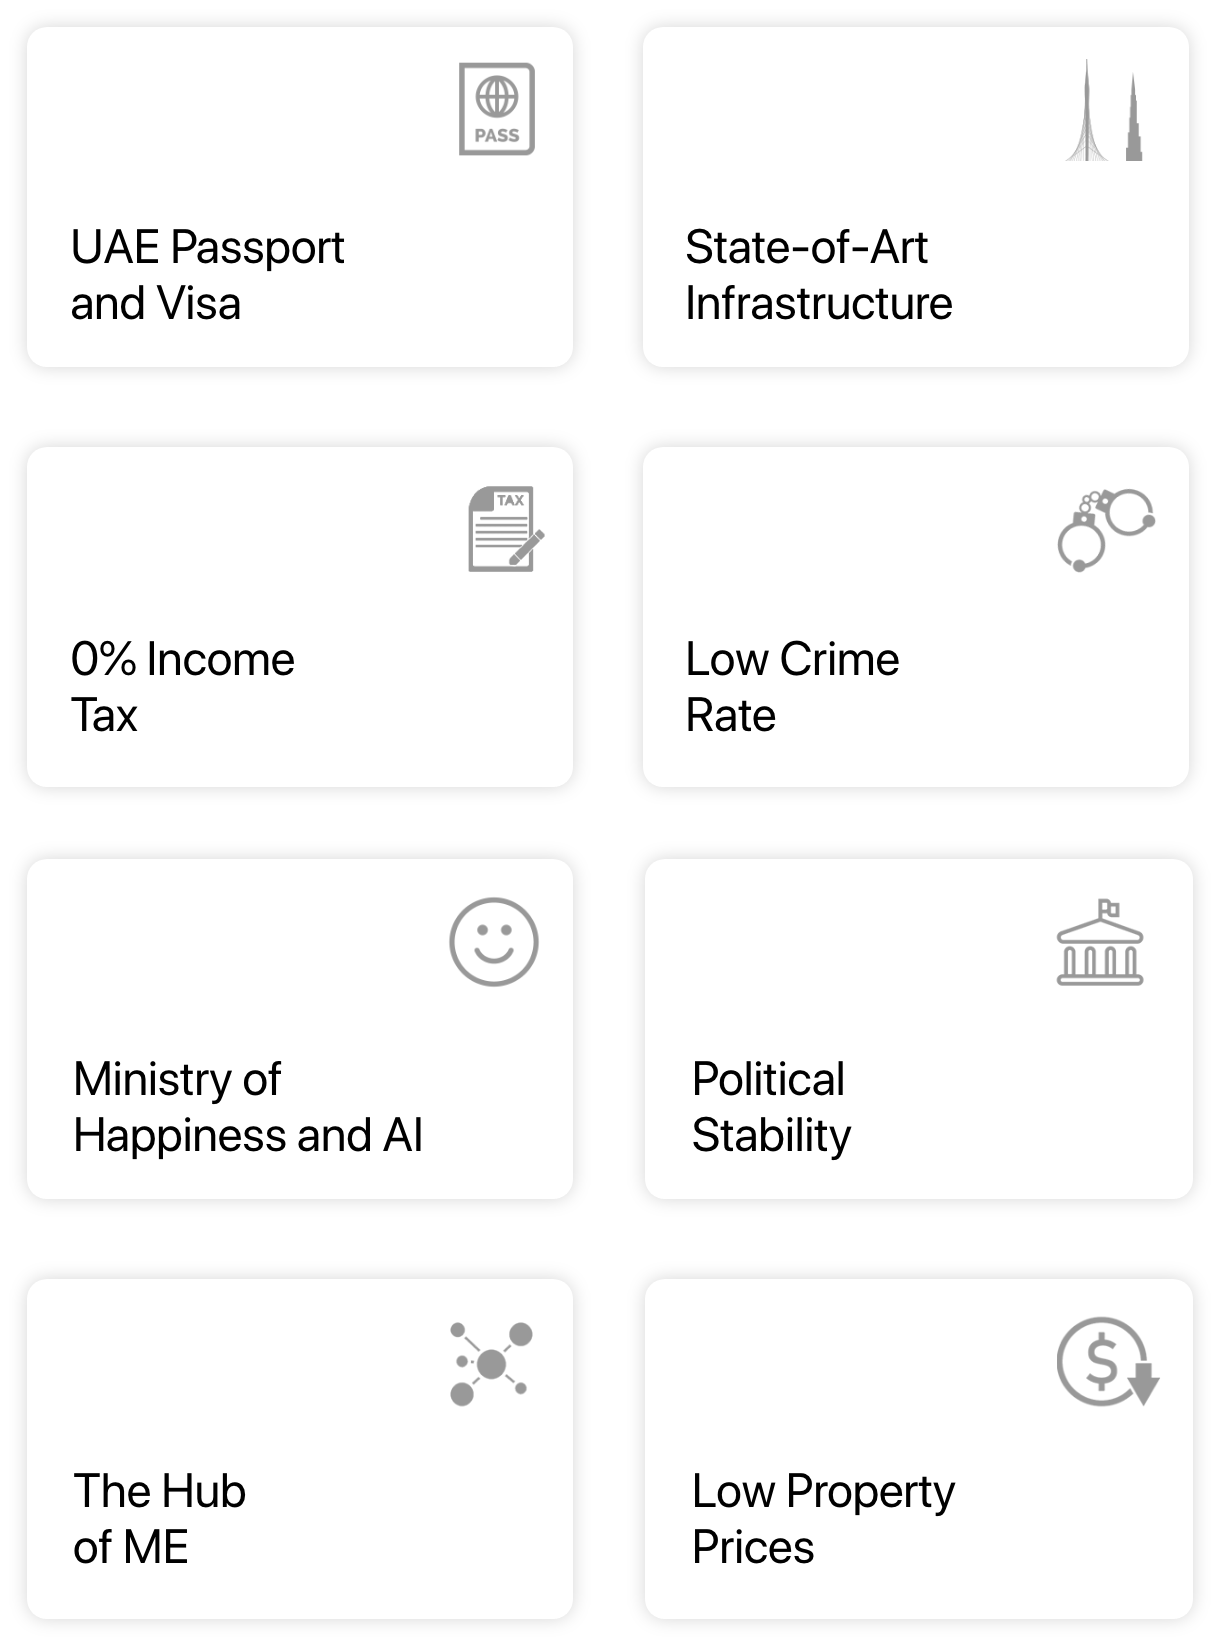 PASS
UAE Passport
and Visa
State-of-Art
Infrastructure
TAX
0% Income
Tax
Low Crime
Rate
Ministry of
Happiness and AI
Political
Stability
The Hub
of ME
$
Low Property
Prices